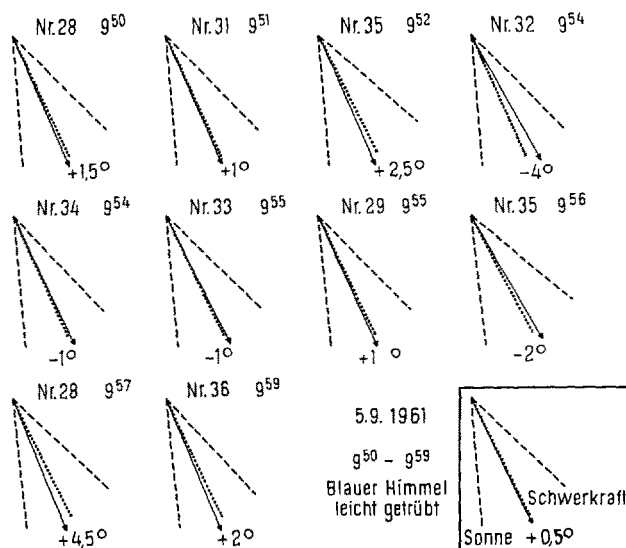 Nr.28 9⁵⁰ Nr.31 9⁵¹ Nr.35 9⁵² Nr.32 9⁵⁴
+1,5° +1° +2,5° -4°
Nr.34 9⁵⁴ Nr.33 9⁵⁵ Nr.29 9⁵⁵ Nr.35 9⁵⁶
-1° -1° +1° -2°
Nr.28 9⁵⁷ Nr.36 9⁵⁹
+4,5° +2°
5.9. 1961
9⁵⁰ - 9⁵⁹
Blauer Himmel
leicht getrübt
Schwerkraft
Sonne +0,5°